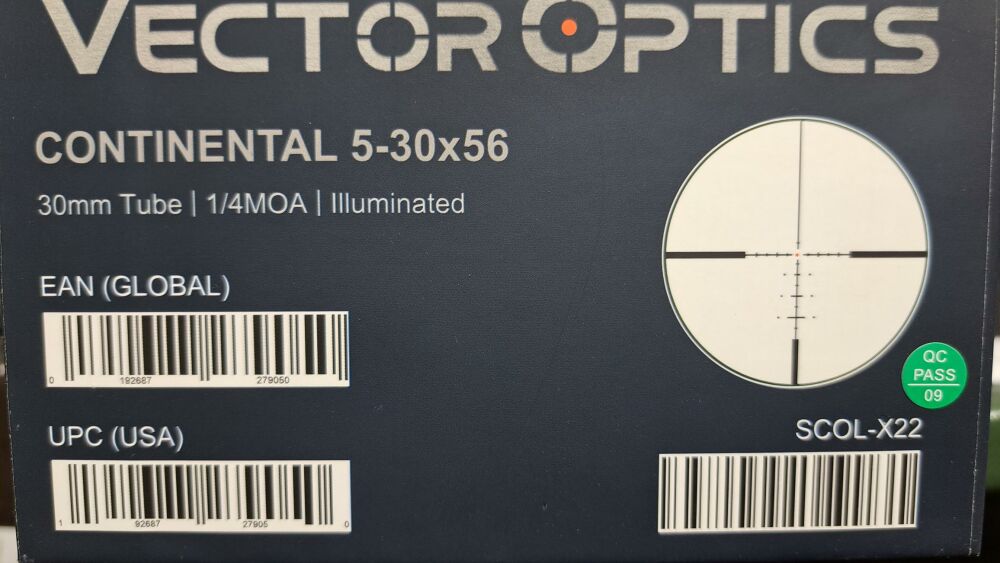 VECTOR OPTICS
CONTINENTAL 5-30x56
30mm Tube | 1/4MOA | Illuminated
EAN (GLOBAL)
0 192687 279050
UPC (USA)
1 92687 27905 0
QC
PASS
09
SCOL-X22